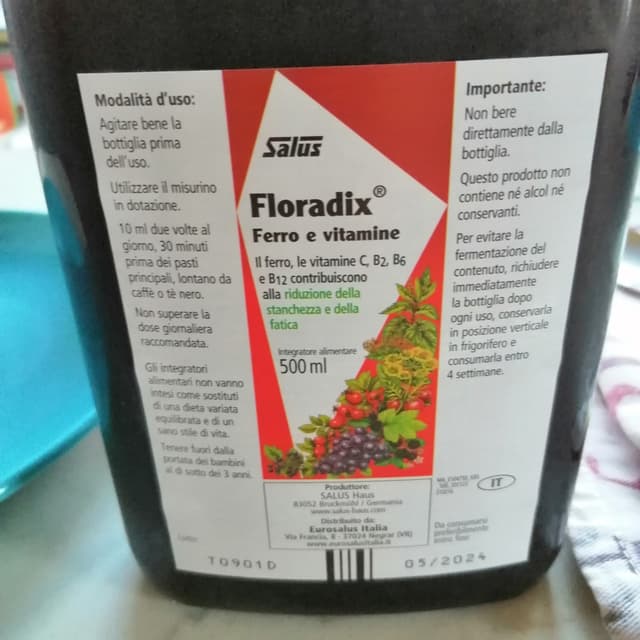 Modalità d'uso:
Agitare bene la
bottiglia prima
dell'uso.
Utilizzare il misurino
in dotazione.
10 ml due volte al
giorno, 30 minuti
prima dei pasti
principali, lontano da
caffè o tè nero.
Non superare la
dose giornaliera
raccomandata.
Gli integratori
alimentari non vanno
intesi come sostituti
di una dieta variata
equilibrata e di un
sano stile di vita.
Tenere fuori dalla
portata dei bambini
al di sotto dei 3 anni.
Lotto:
T0901D
Salus
Floradix®
Ferro e vitamine
Il ferro, le vitamine C, B2, B6
e B12 contribuiscono
alla riduzione della
stanchezza e della
fatica
Integratore alimentare
500 ml
Produttore:
SALUS Haus
83052 Bruckmühl / Germania
www.salus-haus.com
Distribuito da:
Eurosalus Italia
Via Francia, 8 - 37024 Negrar (VR)
www.eurosalusitalia.it
Importante:
Non bere
direttamente dalla
bottiglia.
Questo prodotto non
contiene né alcol né
conservanti.
Per evitare la
fermentazione del
contenuto, richiudere
immediatamente
la bottiglia dopo
ogni uso, conservarla
in posizione verticale
in frigorifero e
consumarla entro
4 settimane.
IT
Da consumarsi
preferibilmente
entro fine:
05/2024